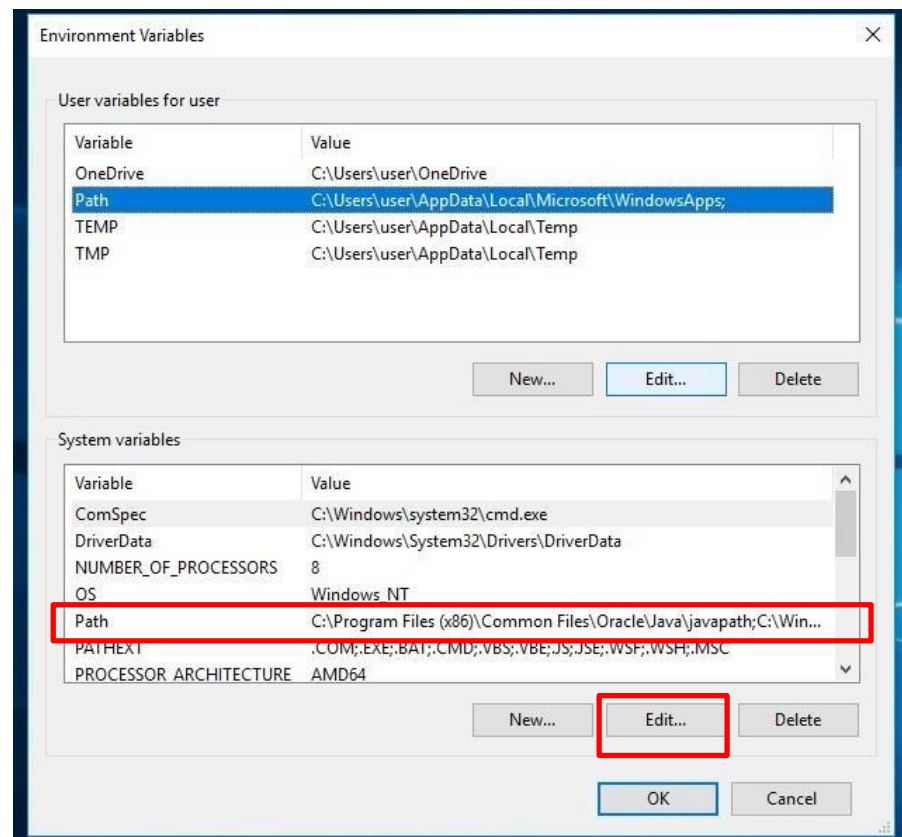 Environment Variables
User variables for user
Variable Value
OneDrive C:\Users\user\OneDrive
Path C:\Users\user\AppData\Local\Microsoft\WindowsApps;
TEMP C:\Users\user\AppData\Local\Temp
TMP C:\Users\user\AppData\Local\Temp
New... Edit... Delete
System variables
Variable Value
ComSpec C:\Windows\system32\cmd.exe
DriverData C:\Windows\System32\Drivers\DriverData
NUMBER_OF_PROCESSORS 8
OS Windows_NT
Path C:\Program Files (x86)\Common Files\Oracle\Java\javapath;C:\Win...
PATHEXT .COM;.EXE;.BAT;.CMD;.VBS;.VBE;.JS;.JSE;.WSF;.WSH;.MSC
PROCESSOR_ARCHITECTURE AMD64
New... Edit... Delete
OK Cancel